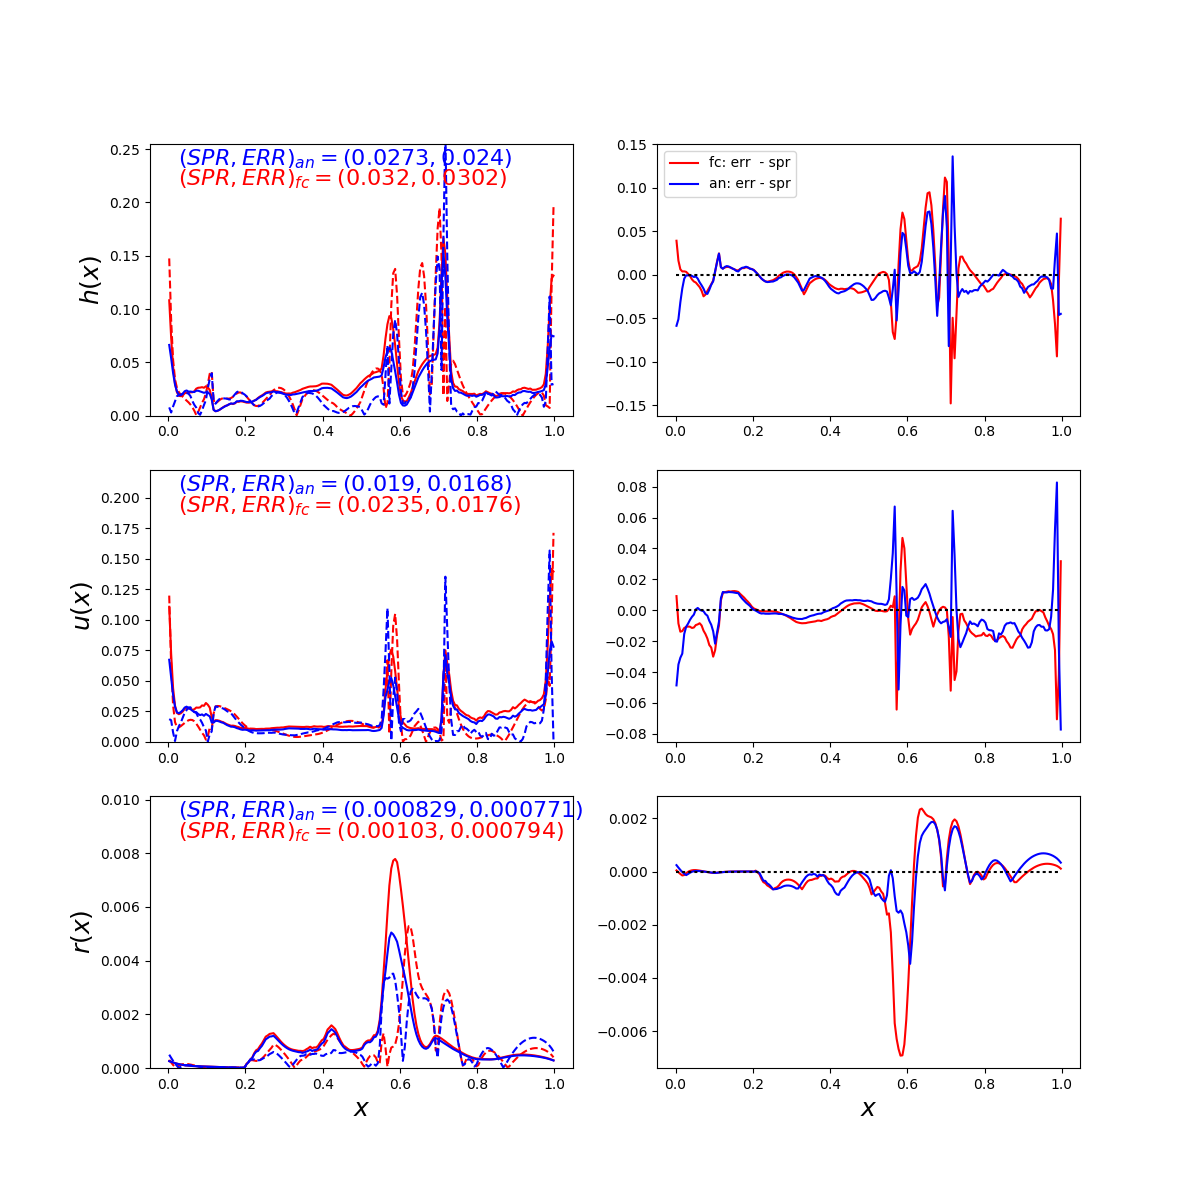 (SPR, ERR)an = (0.0273, 0.024)
(SPR, ERR)fc = (0.032, 0.0302)
h(x)
0.25
0.20
0.15
0.10
0.05
0.00
0.0 0.2 0.4 0.6 0.8 1.0
fc: err - spr
an: err - spr
0.15
0.10
0.05
0.00
−0.05
−0.10
−0.15
0.0 0.2 0.4 0.6 0.8 1.0
(SPR, ERR)an = (0.019, 0.0168)
(SPR, ERR)fc = (0.0235, 0.0176)
u(x)
0.200
0.175
0.150
0.125
0.100
0.075
0.050
0.025
0.000
0.0 0.2 0.4 0.6 0.8 1.0
0.08
0.06
0.04
0.02
0.00
−0.02
−0.04
−0.06
−0.08
0.0 0.2 0.4 0.6 0.8 1.0
(SPR, ERR)an = (0.000829, 0.000771)
(SPR, ERR)fc = (0.00103, 0.000794)
r(x)
0.010
0.008
0.006
0.004
0.002
0.000
0.0 0.2 0.4 0.6 0.8 1.0
x
0.002
0.000
−0.002
−0.004
−0.006
0.0 0.2 0.4 0.6 0.8 1.0
x